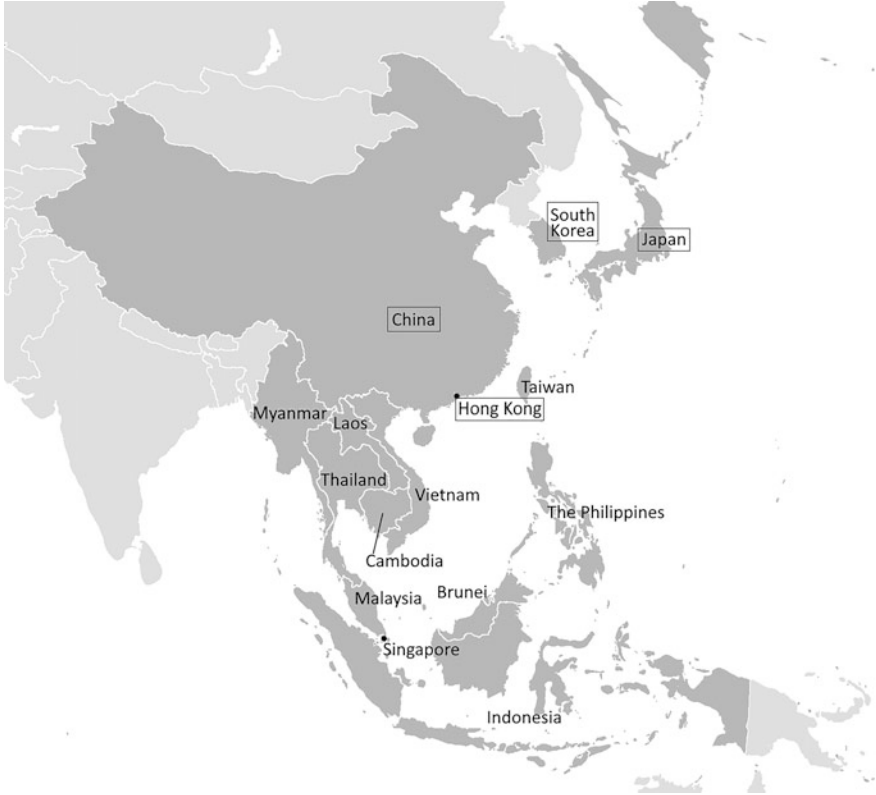 South
Korea
Japan
China
Taiwan
Hong Kong
Myanmar
Laos
Thailand
Vietnam
The Philippines
Cambodia
Brunei
Malaysia
Singapore
Indonesia